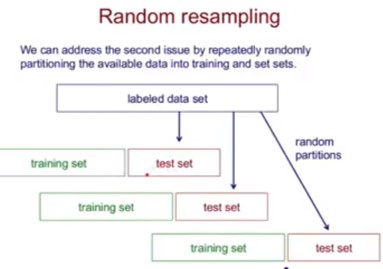 Random resampling
We can address the second issue by repeatedly randomly
partitioning the available data into training and set sets.
labeled data set
random
partitions
training set test set
training set test set
training set test set